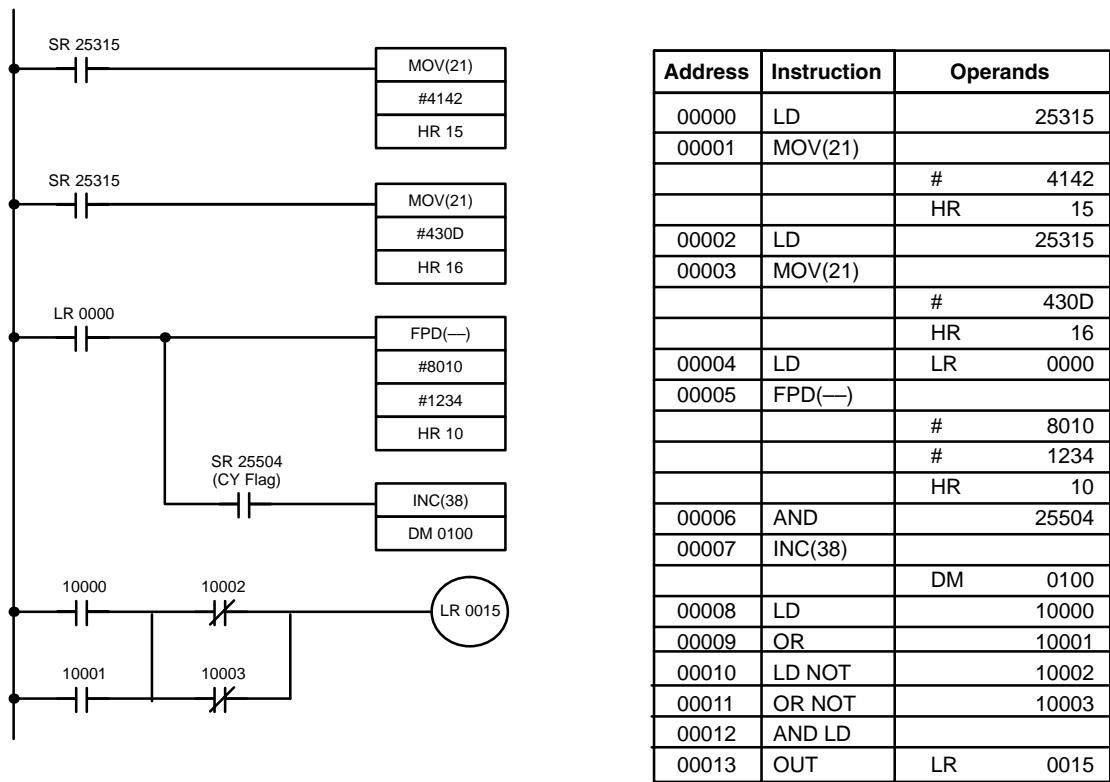 SR 25315
MOV(21)
#4142
HR 15
SR 25315
MOV(21)
#430D
HR 16
LR 0000
FPD(––)
#8010
#1234
HR 10
SR 25504
(CY Flag)
INC(38)
DM 0100
10000 10002
LR 0015
10001 10003
Address Instruction Operands
00000 LD 25315
00001 MOV(21)
# 4142
HR 15
00002 LD 25315
00003 MOV(21)
# 430D
HR 16
00004 LD LR 0000
00005 FPD(––)
# 8010
# 1234
HR 10
00006 AND 25504
00007 INC(38)
DM 0100
00008 LD 10000
00009 OR 10001
00010 LD NOT 10002
00011 OR NOT 10003
00012 AND LD
00013 OUT LR 0015